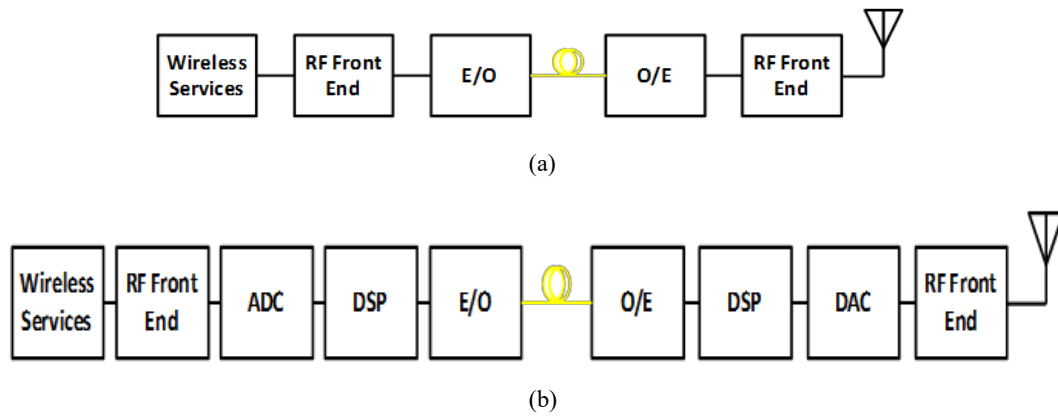 Wireless
Services
RF Front
End
E/O
O/E
RF Front
End
(a)
Wireless
Services
RF Front
End
ADC
DSP
E/O
O/E
DSP
DAC
RF Front
End
(b)